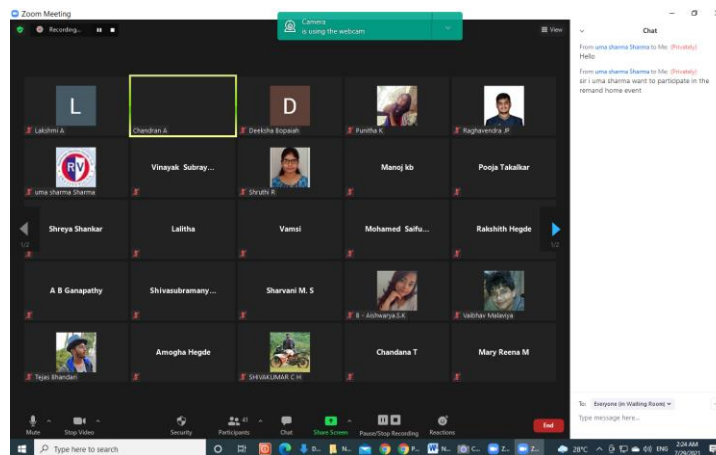 Zoom Meeting
Recording...
Camera
is using the webcam
View
L
Lakshmi A
Chandran A
D
Deeksha Bopaiah
Punitha K
Raghavendra JP
RV
uma sharma Sharma
Vinayak Subray...
Shruthi R
Manoj kb
Pooja Takalkar
Shreya Shankar
Lalitha
Vamsi
Mohamed Saifu...
Rakshith Hegde
1/2
1/2
A B Ganapathy
Shivasubramany...
Sharvani M. S
8 - Aishwarya.S.K
Vaibhav Malaviya
Tejas Bhandari
Amogha Hegde
SHIVAKUMAR C H
Chandana T
Mary Reena M
Mute
Stop Video
Security
Participants
41
Chat
Share Screen
Pause/Stop Recording
Reactions
End
Chat
From uma sharma Sharma to Me: (Privately)
Hello
From uma sharma Sharma to Me: (Privately)
sir i uma sharma want to partiopate in the
remand home event
To: Everyone (in Waiting Room)
Type message here...
Type here to search
D...
N...
P...
N...
C...
Z...
Z...
28°C
ENG
2:24 AM
7/29/2021